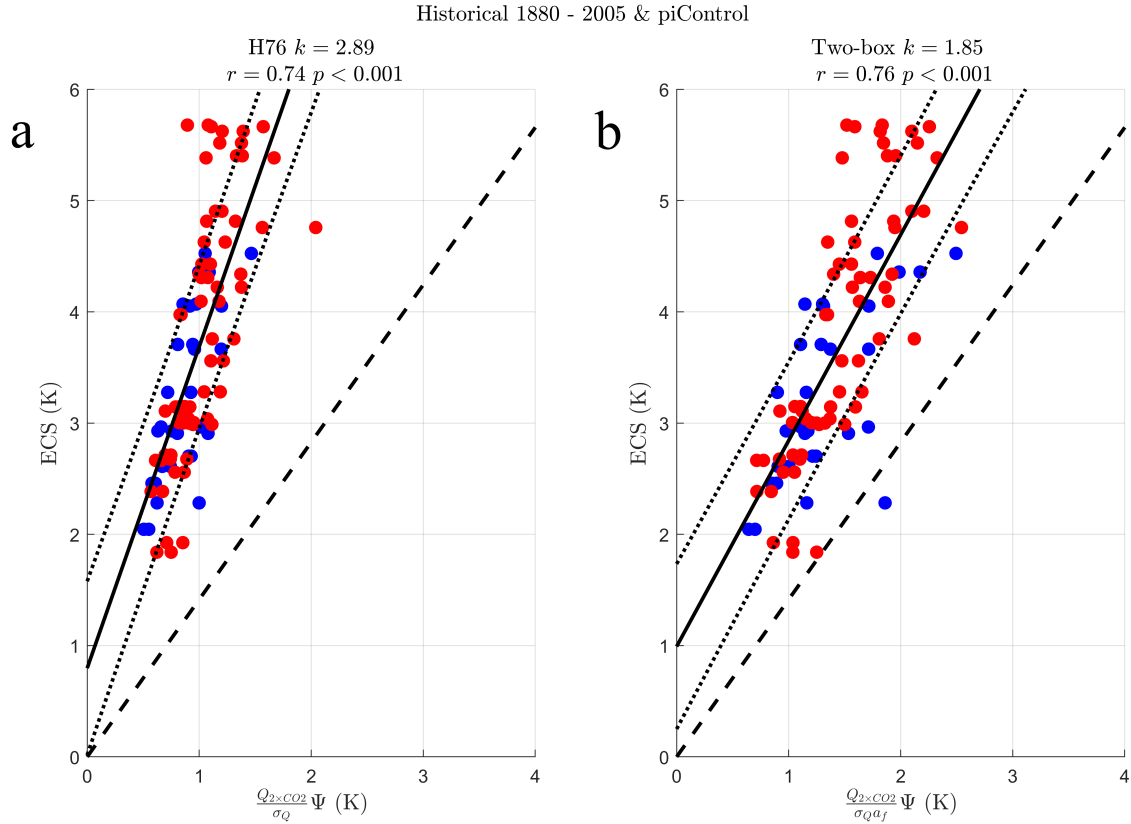 Historical 1880 - 2005 & piControl
H76 k = 2.89
r = 0.74 p < 0.001
a
ECS (K)
6
5
4
3
2
1
0
0 1 2 3 4
Q2×CO2/σQ Ψ (K)
Two-box k = 1.85
r = 0.76 p < 0.001
b
ECS (K)
6
5
4
3
2
1
0
0 1 2 3 4
Q2×CO2/σQaf Ψ (K)